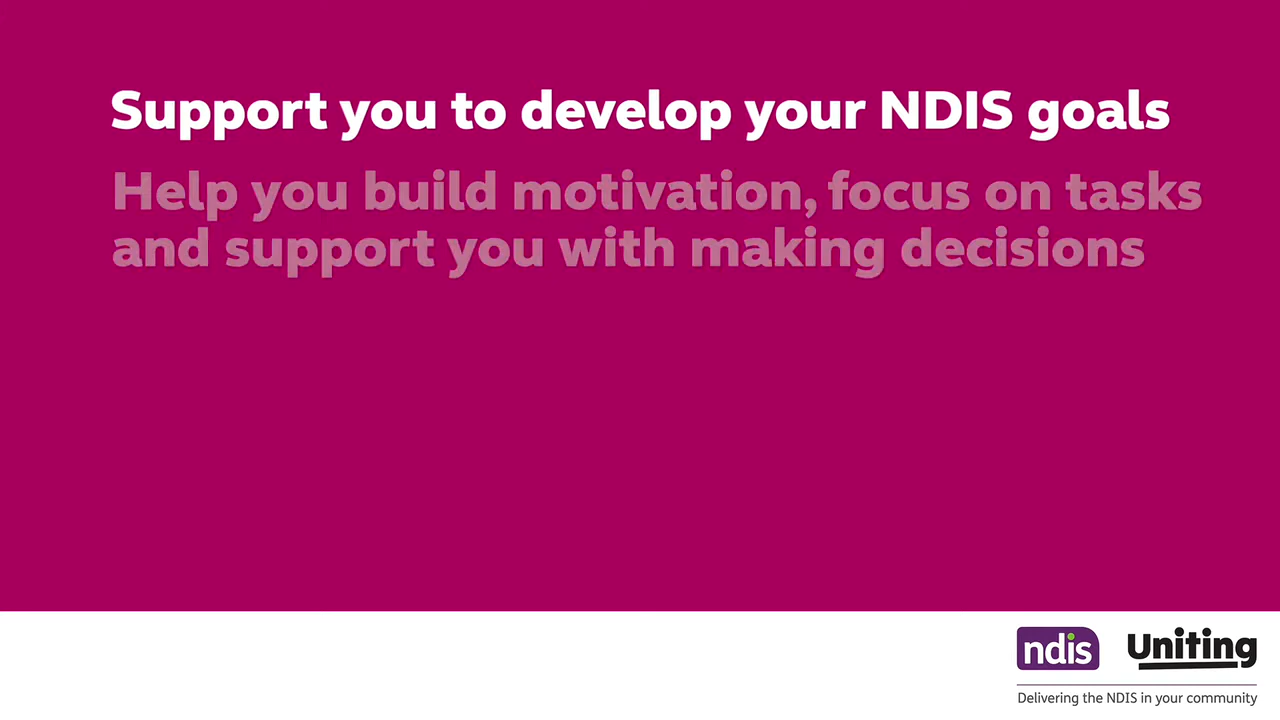 Support you to develop your NDIS goals
Help you build motivation, focus on tasks
and support you with making decisions
ndis Uniting
Delivering the NDIS in your community